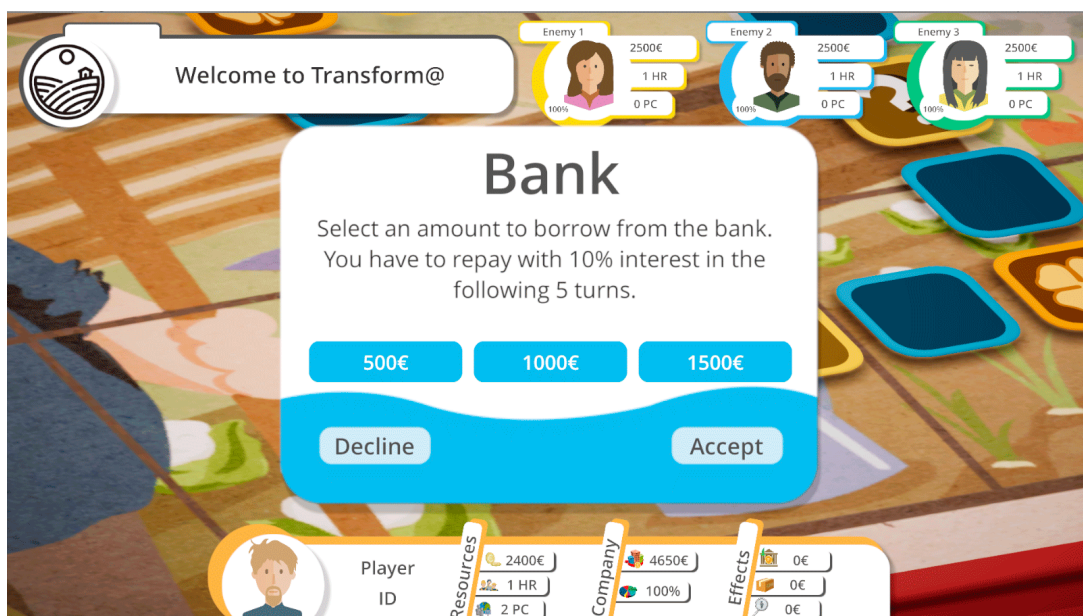 Welcome to Transform@
Enemy 1
2500€
1 HR
0 PC
100%
Enemy 2
2500€
1 HR
0 PC
100%
Enemy 3
2500€
1 HR
0 PC
100%
Bank
Select an amount to borrow from the bank.
You have to repay with 10% interest in the
following 5 turns.
500€
1000€
1500€
Decline
Accept
Player
ID
Resources
2400€
1 HR
2 PC
Company
4650€
100%
Effects
0€
0€
0€